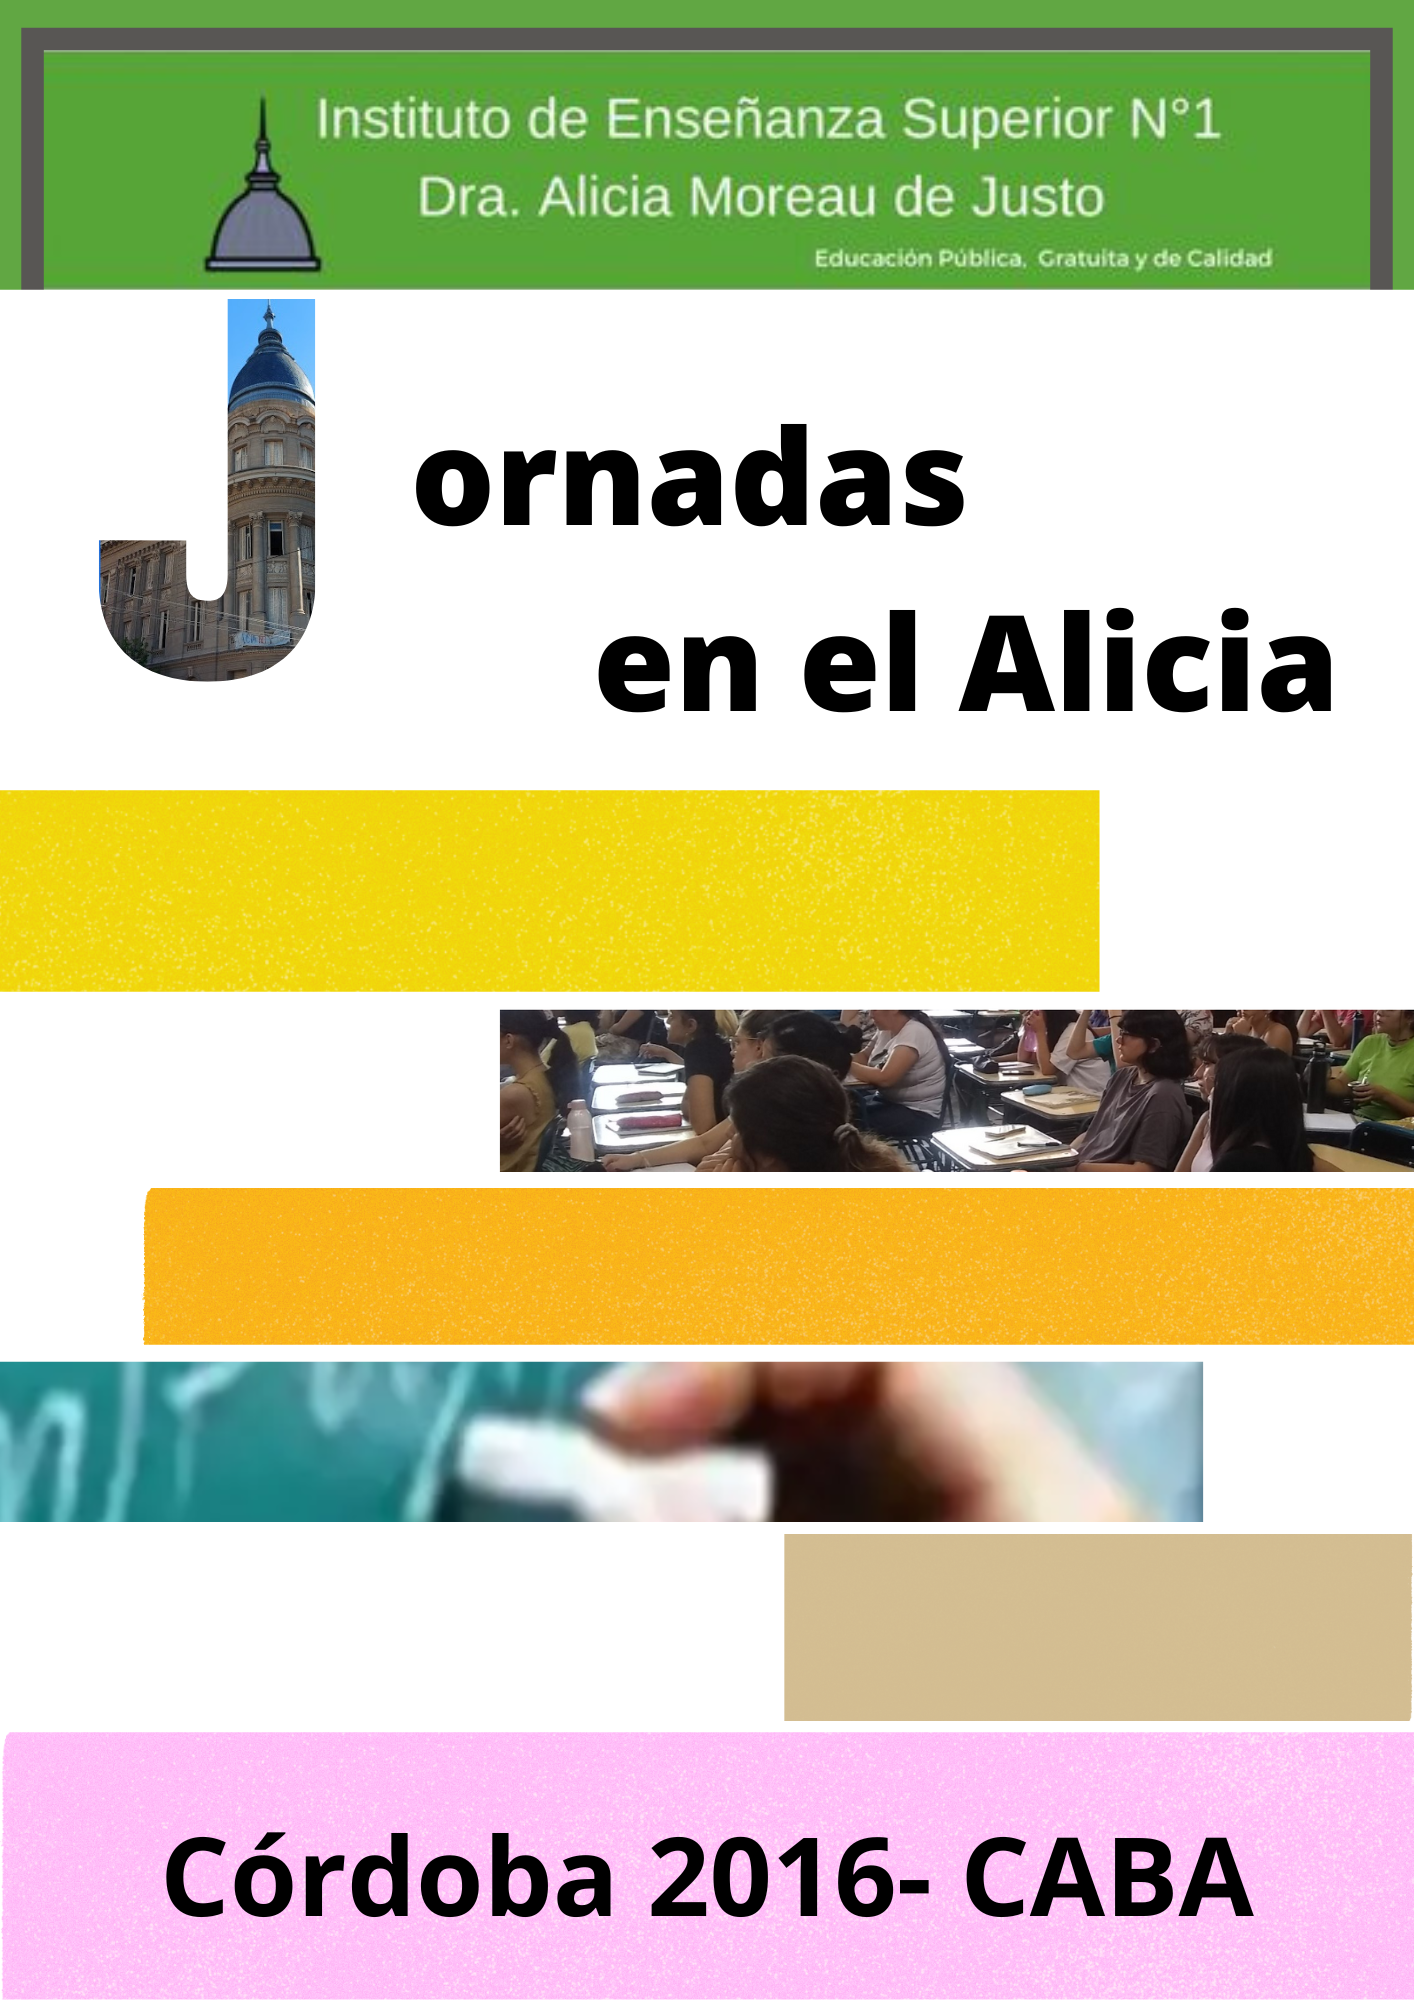 Instituto de Enseñanza Superior N°1
Dra. Alicia Moreau de Justo
Educación Pública, Gratuita y de Calidad
Jornadas
en el Alicia
Córdoba 2016- CABA